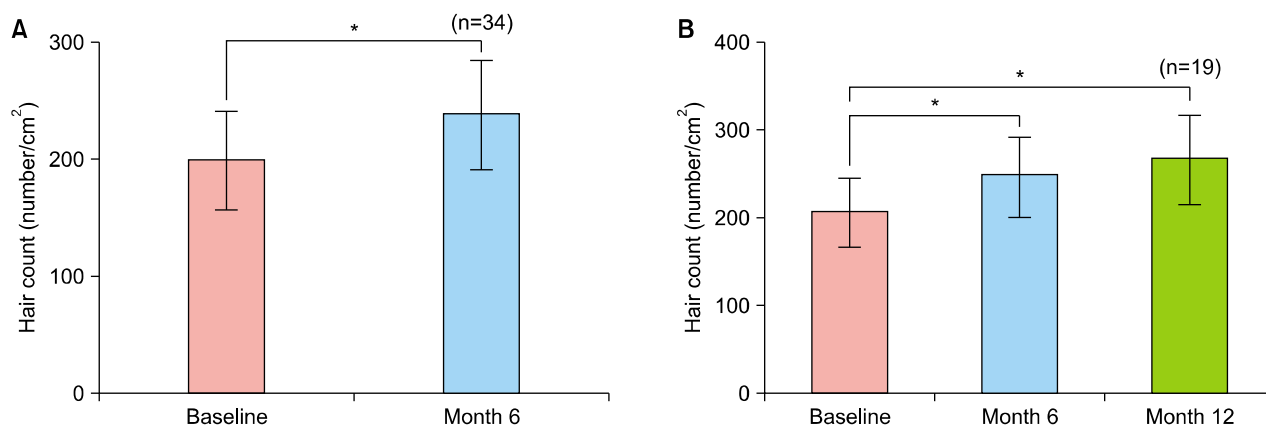 A
Hair count (number/cm²)
300
200
100
0
*
(n=34)
Baseline
Month 6
B
Hair count (number/cm²)
400
300
200
100
0
*
*
(n=19)
Baseline
Month 6
Month 12